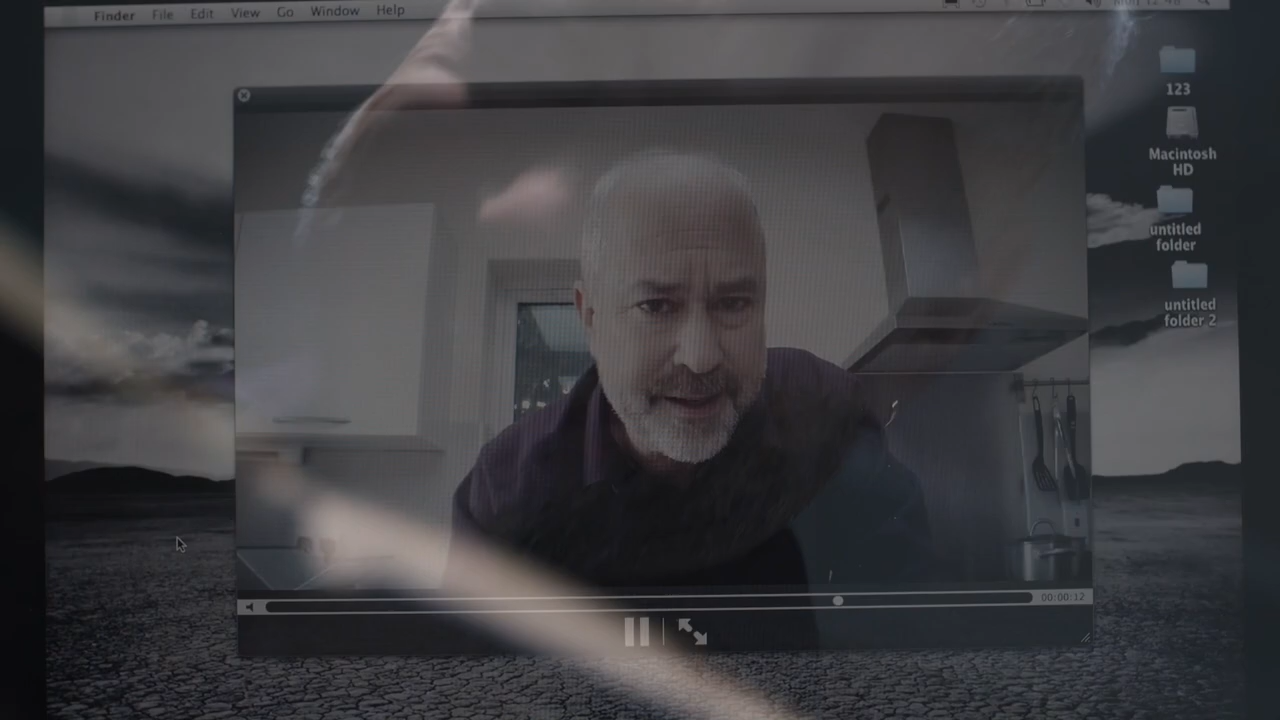 Finder File Edit View Go Window Help
123
Macintosh
HD
untitled
folder
untitled
folder 2
00:00:12